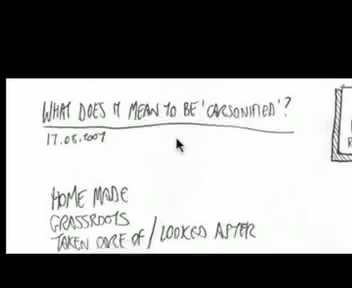 WHAT DOES IT MEAN TO BE 'CARSONIFIED'?
17.08.2007
HOME MADE
GRASSROOTS
TAKEN CARE OF / LOOKED AFTER